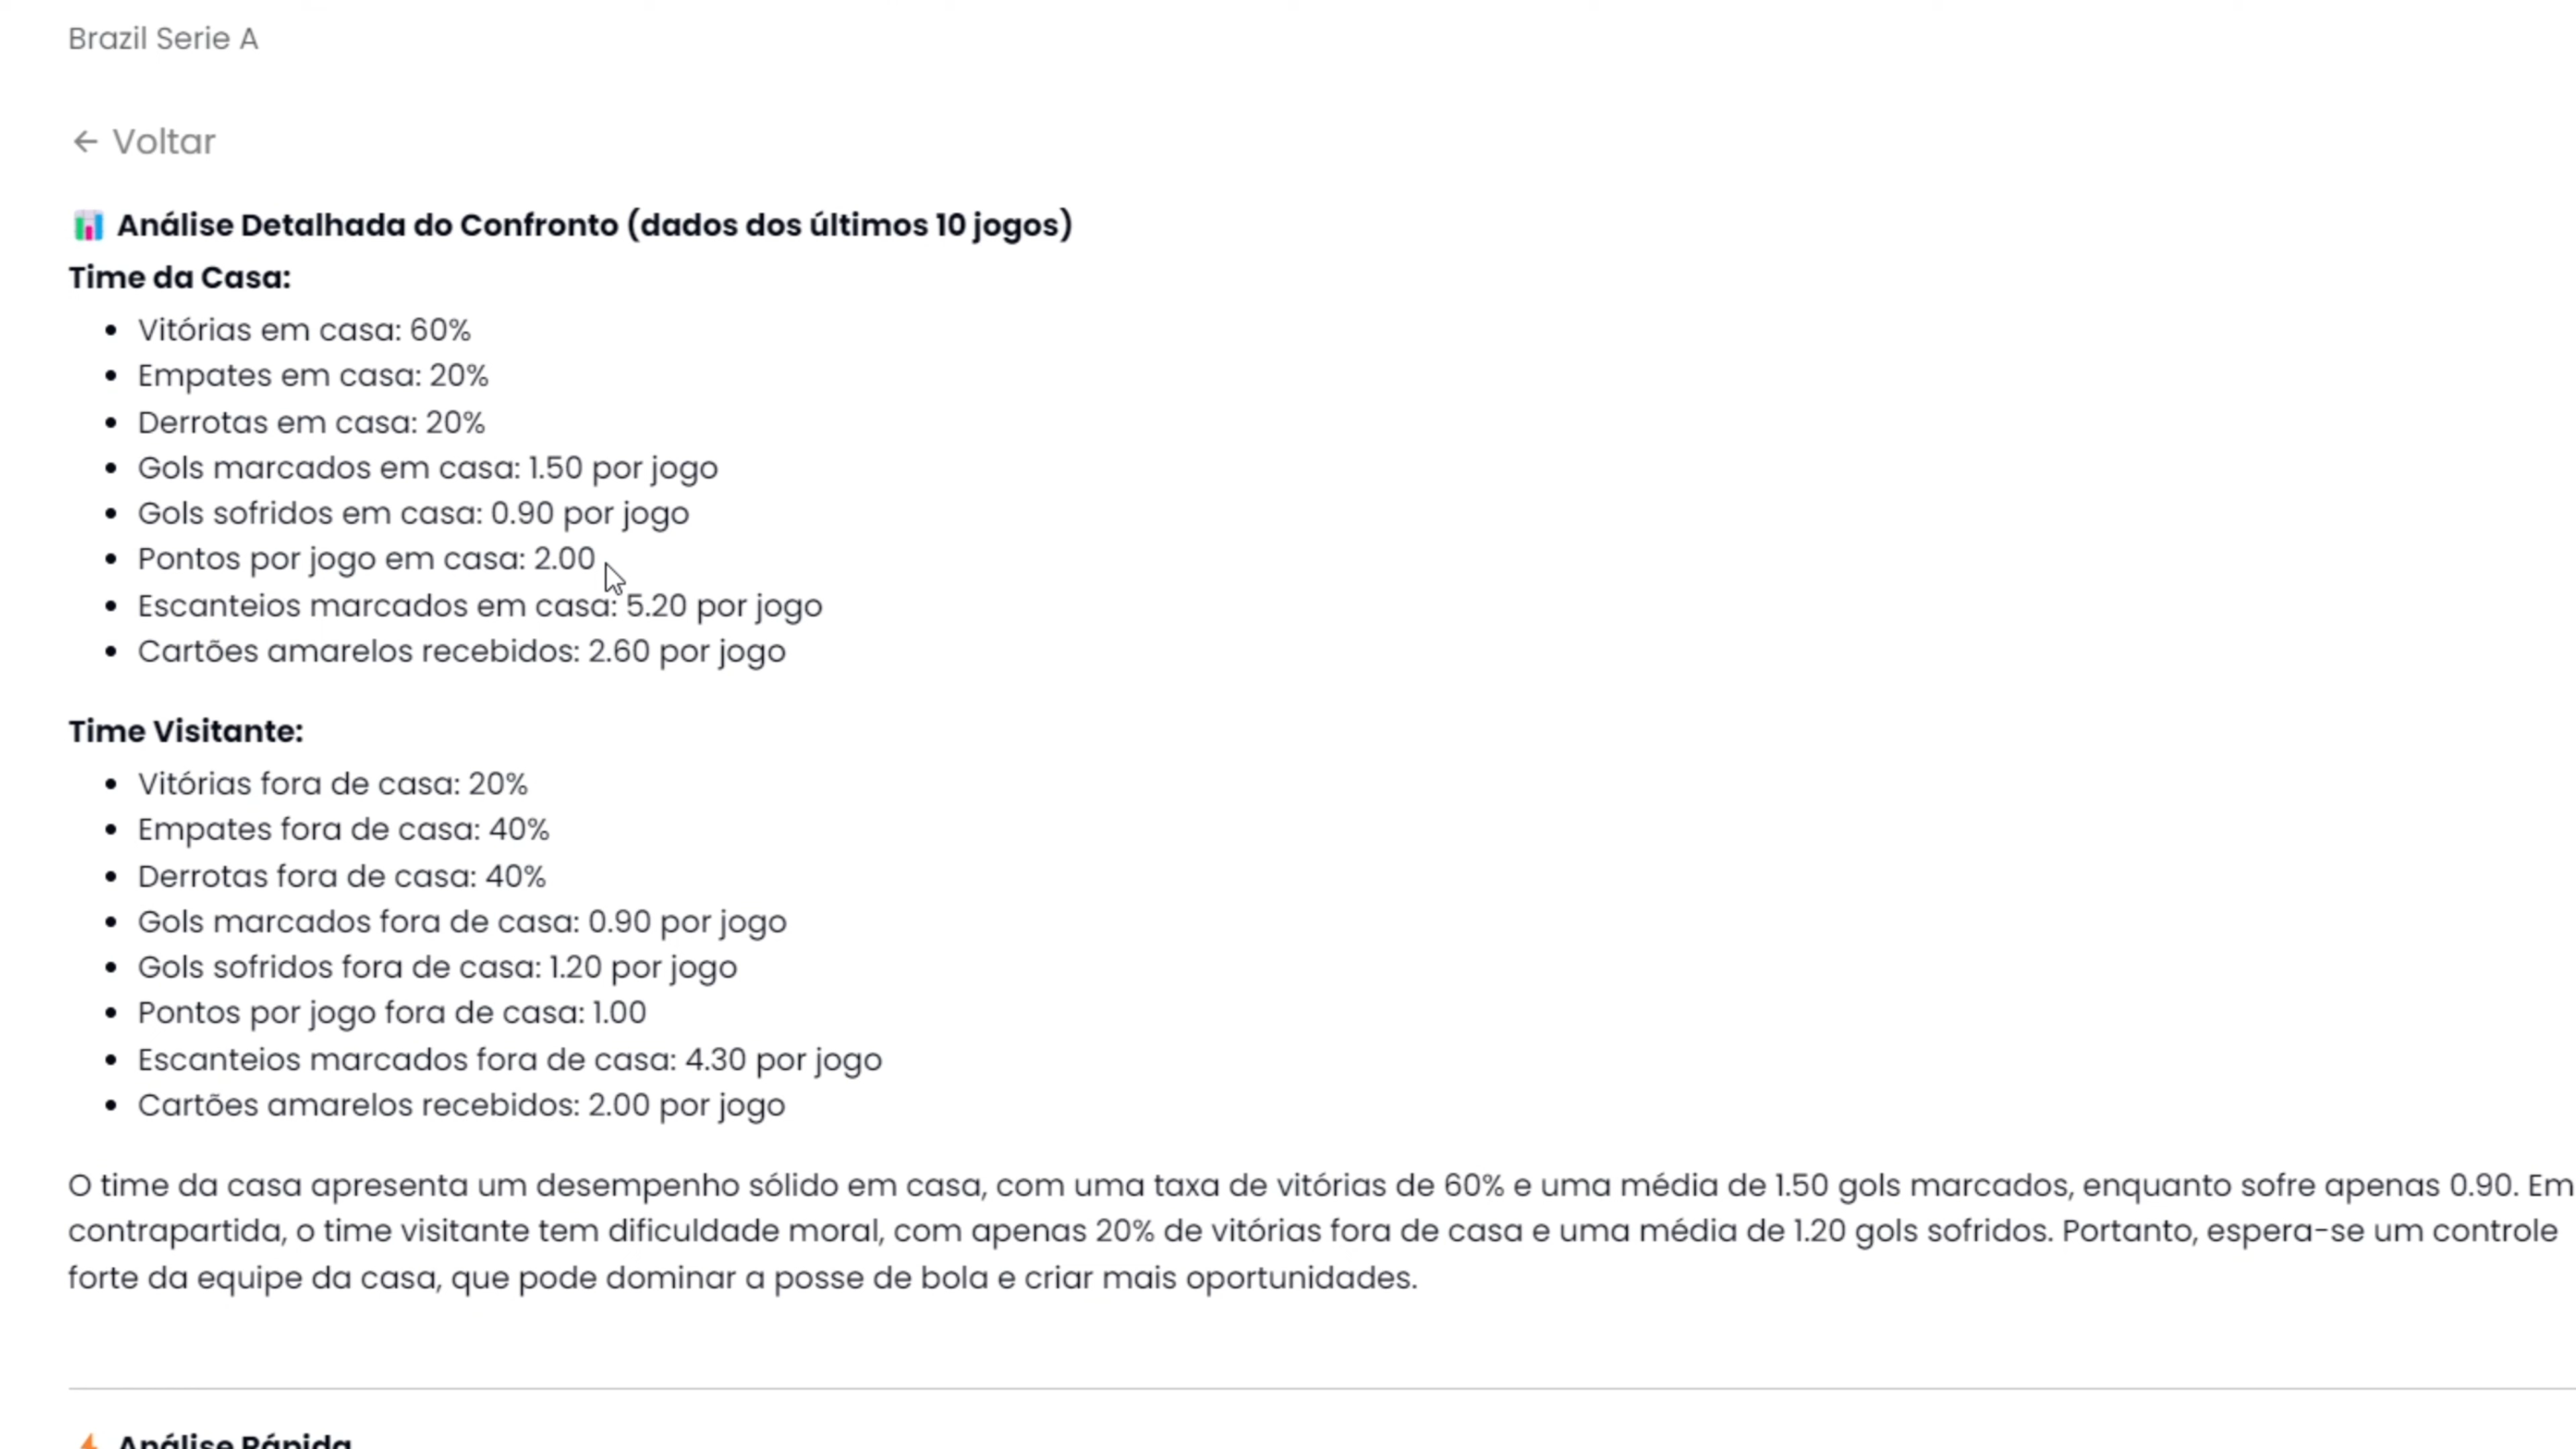 Brazil Serie A
← Voltar
📊 Análise Detalhada do Confronto (dados dos últimos 10 jogos)
Time da Casa:
• Vitórias em casa: 60%
• Empates em casa: 20%
• Derrotas em casa: 20%
• Gols marcados em casa: 1.50 por jogo
• Gols sofridos em casa: 0.90 por jogo
• Pontos por jogo em casa: 2.00
• Escanteios marcados em casa: 5.20 por jogo
• Cartões amarelos recebidos: 2.60 por jogo
Time Visitante:
• Vitórias fora de casa: 20%
• Empates fora de casa: 40%
• Derrotas fora de casa: 40%
• Gols marcados fora de casa: 0.90 por jogo
• Gols sofridos fora de casa: 1.20 por jogo
• Pontos por jogo fora de casa: 1.00
• Escanteios marcados fora de casa: 4.30 por jogo
• Cartões amarelos recebidos: 2.00 por jogo
O time da casa apresenta um desempenho sólido em casa, com uma taxa de vitórias de 60% e uma média de 1.50 gols marcados, enquanto sofre apenas 0.90. Em
contrapartida, o time visitante tem dificuldade moral, com apenas 20% de vitórias fora de casa e uma média de 1.20 gols sofridos. Portanto, espera-se um controle
forte da equipe da casa, que pode dominar a posse de bola e criar mais oportunidades.
⚡ Análise Rápida